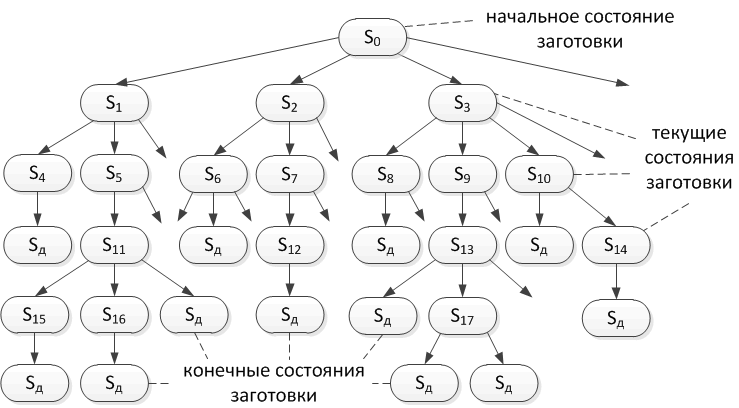 начальное состояние
заготовки
S0
S1
S2
S3
текущие
состояния
заготовки
S4
S5
S6
S7
S8
S9
S10
Sд
S11
Sд
S12
Sд
S13
Sд
S14
S15
S16
Sд
Sд
Sд
S17
Sд
конечные состояния
заготовки
Sд
Sд
Sд
Sд